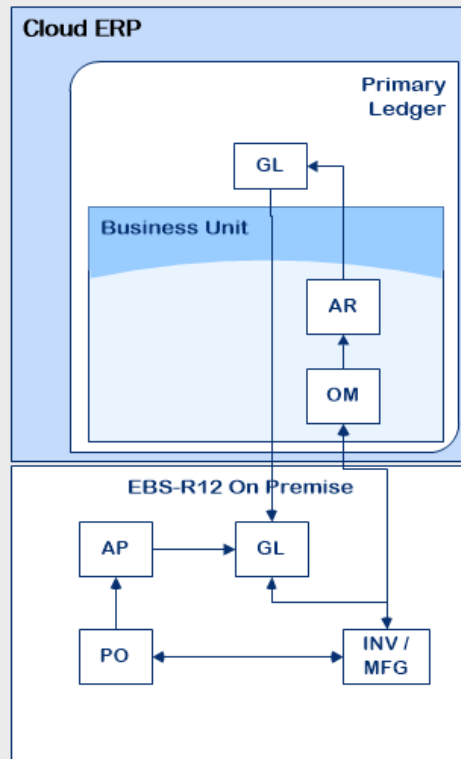 Cloud ERP
Primary
Ledger
GL
Business Unit
AR
OM
EBS-R12 On Premise
AP
GL
PO
INV /
MFG